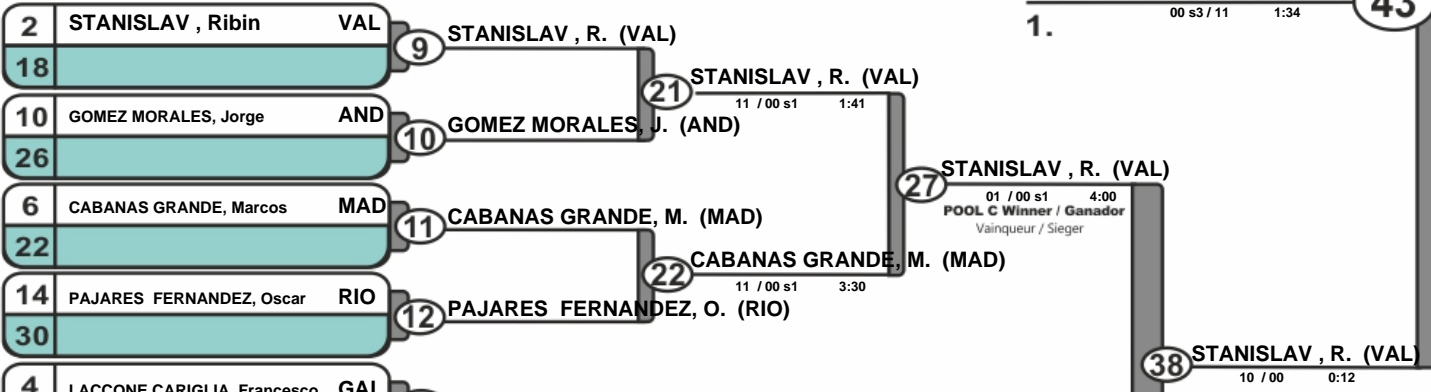 2 STANISLAV , Ribin VAL
18
9
STANISLAV , R. (VAL)
10 GOMEZ MORALES, Jorge AND
26
10
GOMEZ MORALES, J. (AND)
21
STANISLAV , R. (VAL)
11 / 00 s1 1:41
6 CABANAS GRANDE, Marcos MAD
22
11
CABANAS GRANDE, M. (MAD)
14 PAJARES FERNANDEZ, Oscar RIO
30
12
PAJARES FERNANDEZ, O. (RIO)
22
CABANAS GRANDE, M. (MAD)
11 / 00 s1 3:30
27
STANISLAV , R. (VAL)
01 / 00 s1 4:00
POOL C Winner / Ganador
Vainqueur / Sieger
4 LACCONE CARIGLIA, Francesco GAL
38
STANISLAV , R. (VAL)
10 / 00 0:12
00 s3 / 11 1:34
43
1.